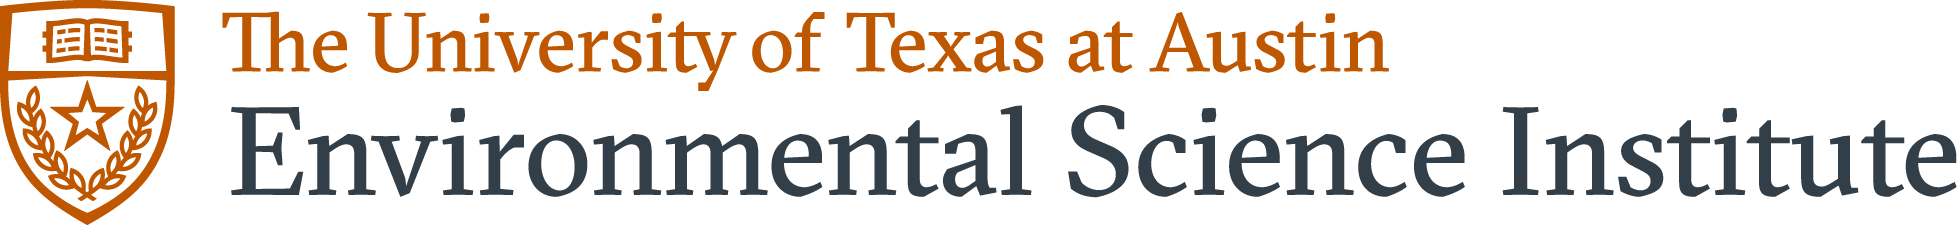 The University of Texas at Austin
Environmental Science Institute